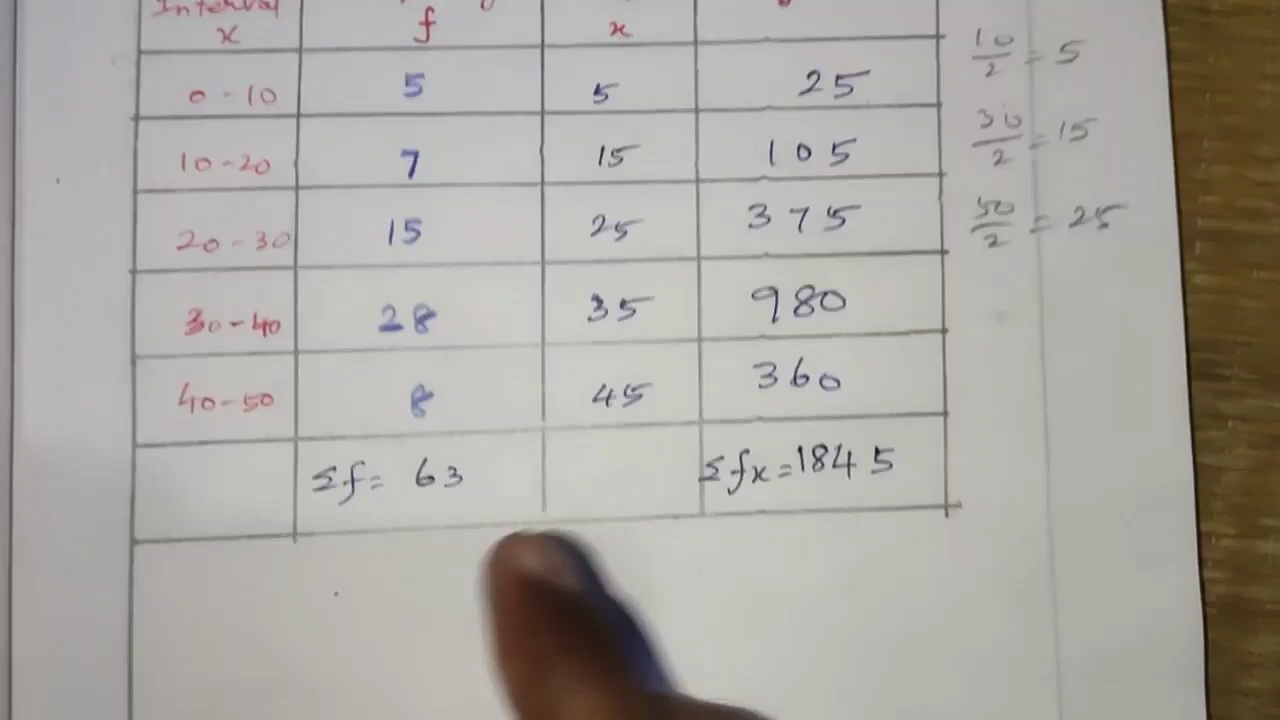 Interval
x f x
0-10 5 5 25
10-20 7 15 105
20-30 15 25 375
30-40 28 35 980
40-50 8 45 360
Σf= 63 Σfx=1845
10/2 = 5
30/2 = 15
50/2 = 25